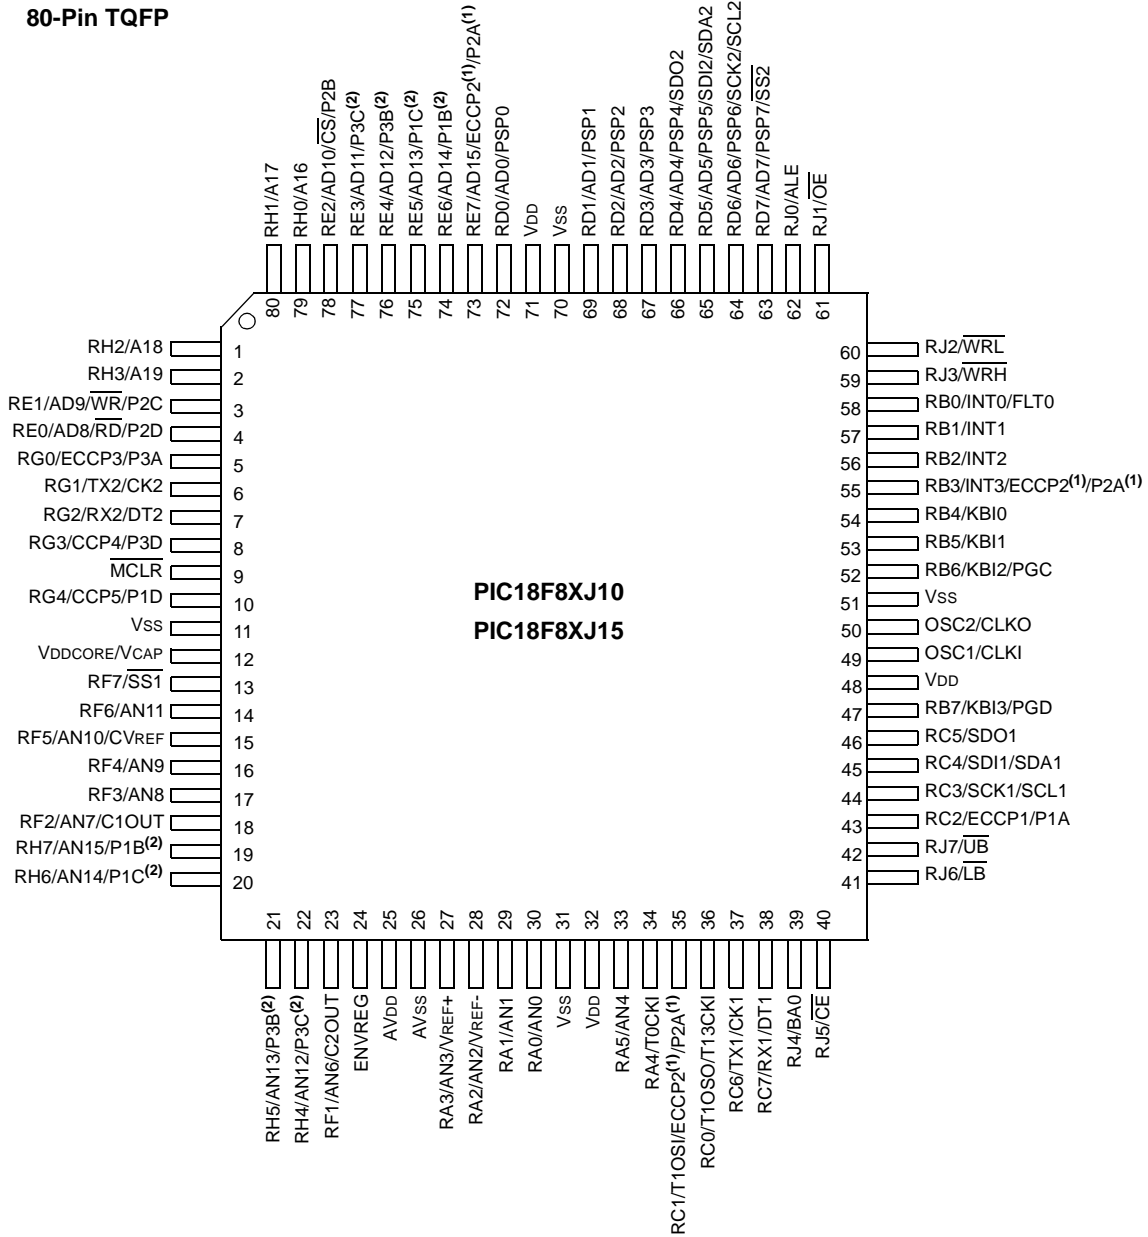 80-Pin TQFP
RH1/A17
RH0/A16
RE2/AD10/CS/P2B
RE3/AD11/P3C(2)
RE4/AD12/P3B(2)
RE5/AD13/P1C(2)
RE6/AD14/P1B(2)
RE7/AD15/ECCP2(1)/P2A(1)
RD0/AD0/PSP0
VDD
VSS
RD1/AD1/PSP1
RD2/AD2/PSP2
RD3/AD3/PSP3
RD4/AD4/PSP4/SDO2
RD5/AD5/PSP5/SDI2/SDA2
RD6/AD6/PSP6/SCK2/SCL2
RD7/AD7/PSP7/SS2
RJ0/ALE
RJ1/OE
80 79 78 77 76 75 74 73 72 71 70 69 68 67 66 65 64 63 62 61
RH2/A18 1
RH3/A19 2
RE1/AD9/WR/P2C 3
RE0/AD8/RD/P2D 4
RG0/ECCP3/P3A 5
RG1/TX2/CK2 6
RG2/RX2/DT2 7
RG3/CCP4/P3D 8
MCLR 9
RG4/CCP5/P1D 10
VSS 11
VDDCORE/VCAP 12
RF7/SS1 13
RF6/AN11 14
RF5/AN10/CVREF 15
RF4/AN9 16
RF3/AN8 17
RF2/AN7/C1OUT 18
RH7/AN15/P1B(2) 19
RH6/AN14/P1C(2) 20
PIC18F8XJ10
PIC18F8XJ15
60 RJ2/WRL
59 RJ3/WRH
58 RB0/INT0/FLT0
57 RB1/INT1
56 RB2/INT2
55 RB3/INT3/ECCP2(1)/P2A(1)
54 RB4/KBI0
53 RB5/KBI1
52 RB6/KBI2/PGC
51 VSS
50 OSC2/CLKO
49 OSC1/CLKI
48 VDD
47 RB7/KBI3/PGD
46 RC5/SDO1
45 RC4/SDI1/SDA1
44 RC3/SCK1/SCL1
43 RC2/ECCP1/P1A
42 RJ7/UB
41 RJ6/LB
21 22 23 24 25 26 27 28 29 30 31 32 33 34 35 36 37 38 39 40
RH5/AN13/P3B(2)
RH4/AN12/P3C(2)
RF1/AN6/C2OUT
ENVREG
AVDD
AVSS
RA3/AN3/VREF+
RA2/AN2/VREF-
RA1/AN1
RA0/AN0
VSS
VDD
RA5/AN4
RA4/T0CKI
RC1/T1OSI/ECCP2(1)/P2A(1)
RC0/T1OSO/T13CKI
RC6/TX1/CK1
RC7/RX1/DT1
RJ4/BA0
RJ5/CE